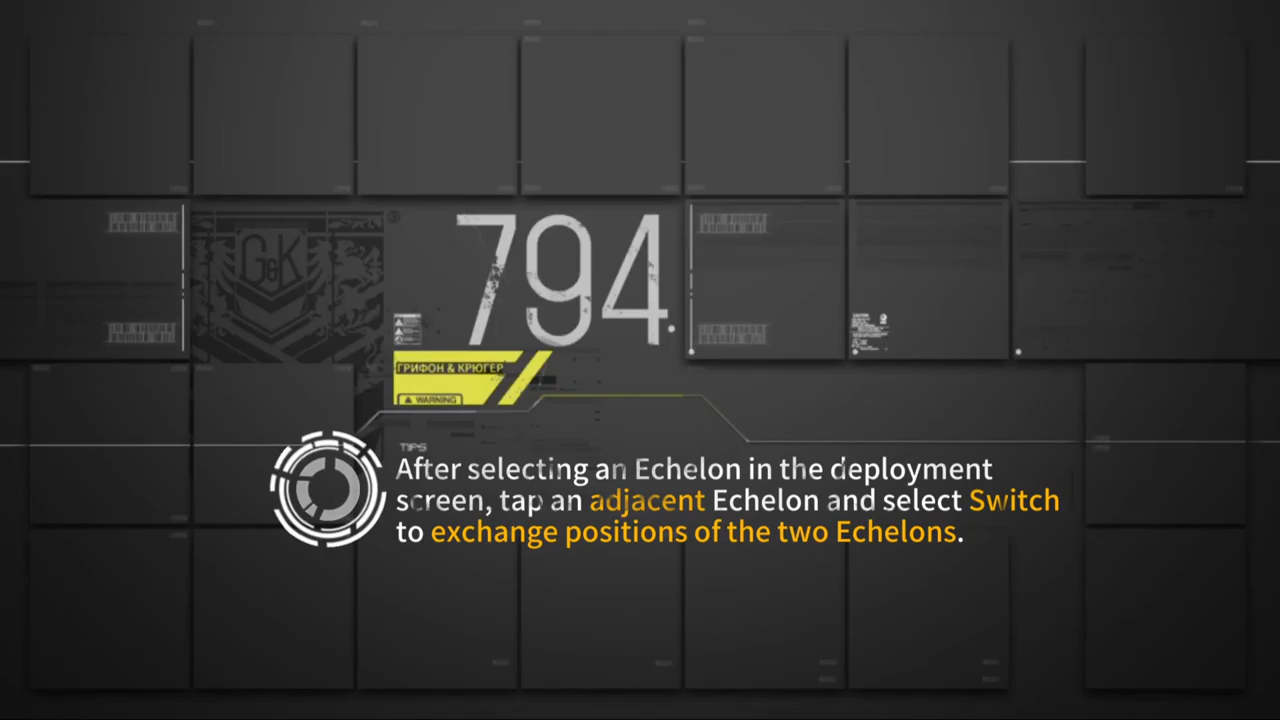 G&K
794.
ГРИФОН & КРЮГЕР
WARNING
TIPS
After selecting an Echelon in the deployment
screen, tap an adjacent Echelon and select Switch
to exchange positions of the two Echelons.